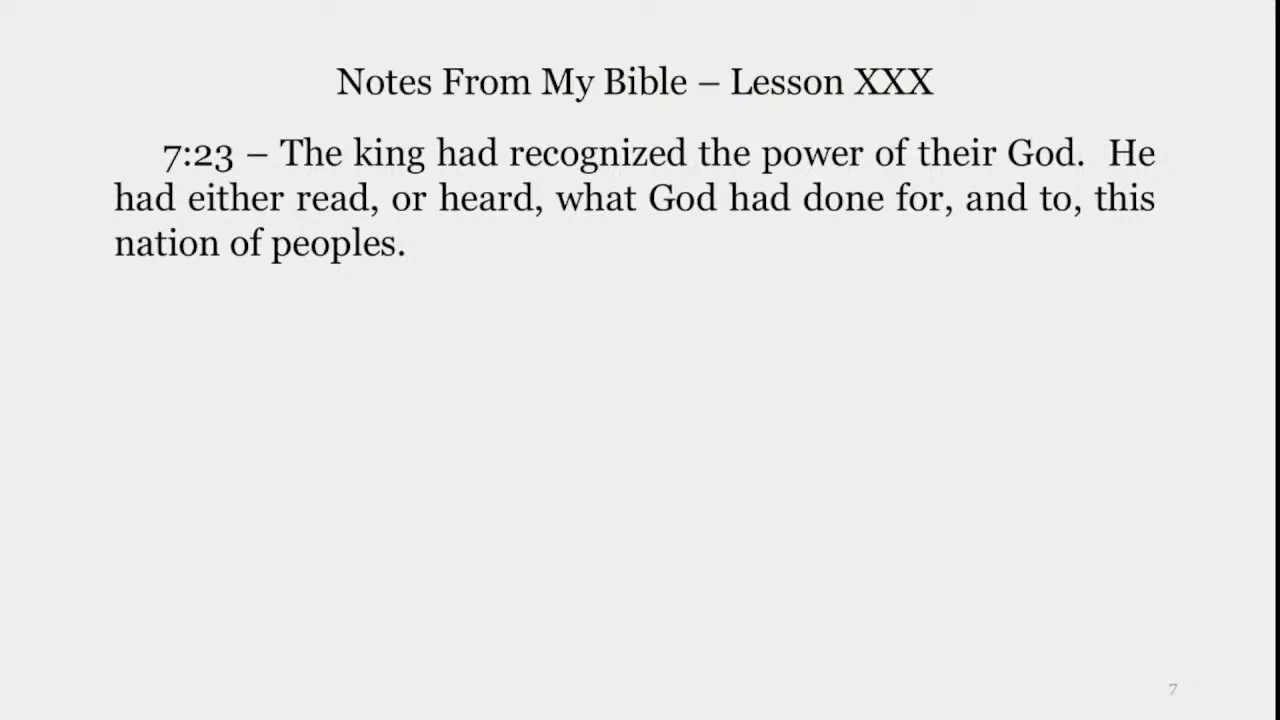 Notes From My Bible – Lesson XXX
7:23 – The king had recognized the power of their God.  He
had either read, or heard, what God had done for, and to, this
nation of peoples.
7